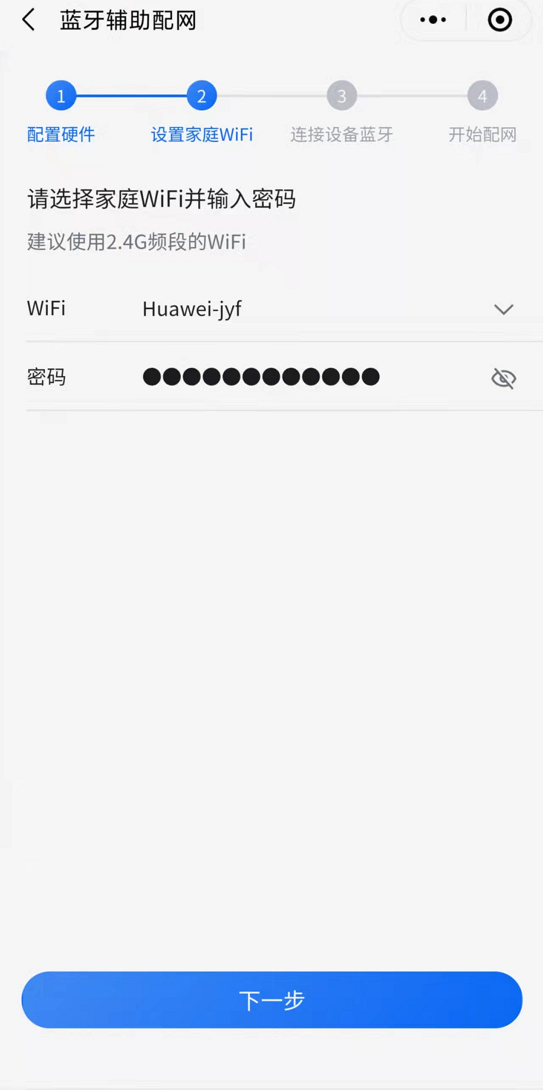 蓝牙辅助配网
1
2
3
4
配置硬件
设置家庭WiFi
连接设备蓝牙
开始配网
请选择家庭WiFi并输入密码
建议使用2.4G频段的WiFi
WiFi Huawei-jyf
密码 ●●●●●●●●●●●●
下一步